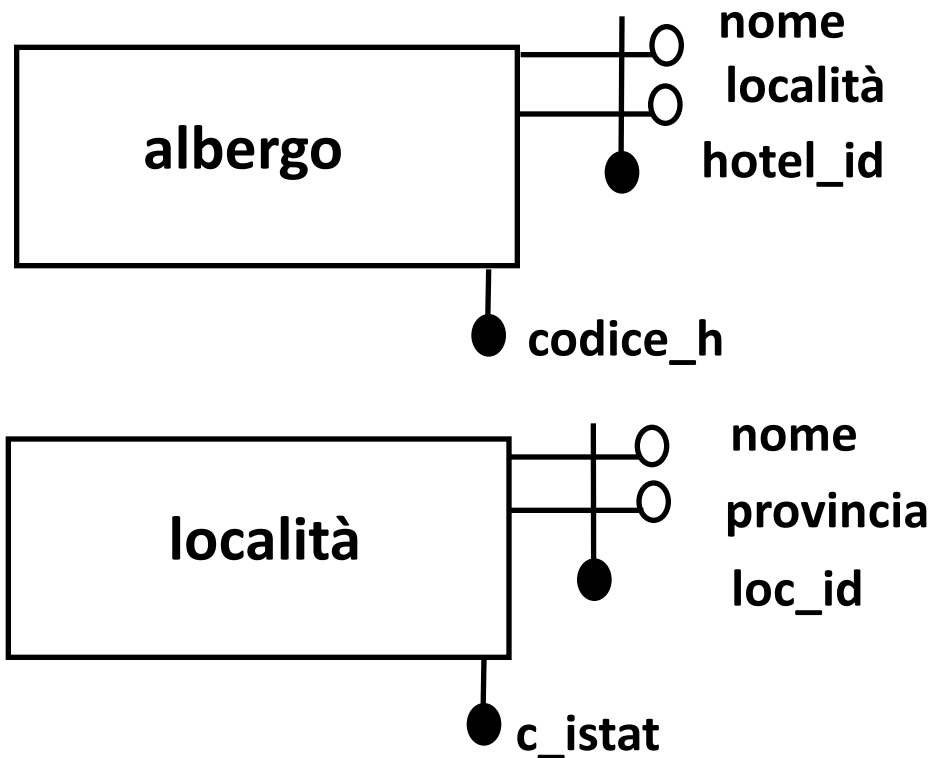 nome
località
albergo
hotel_id
codice_h
nome
provincia
località
loc_id
c_istat